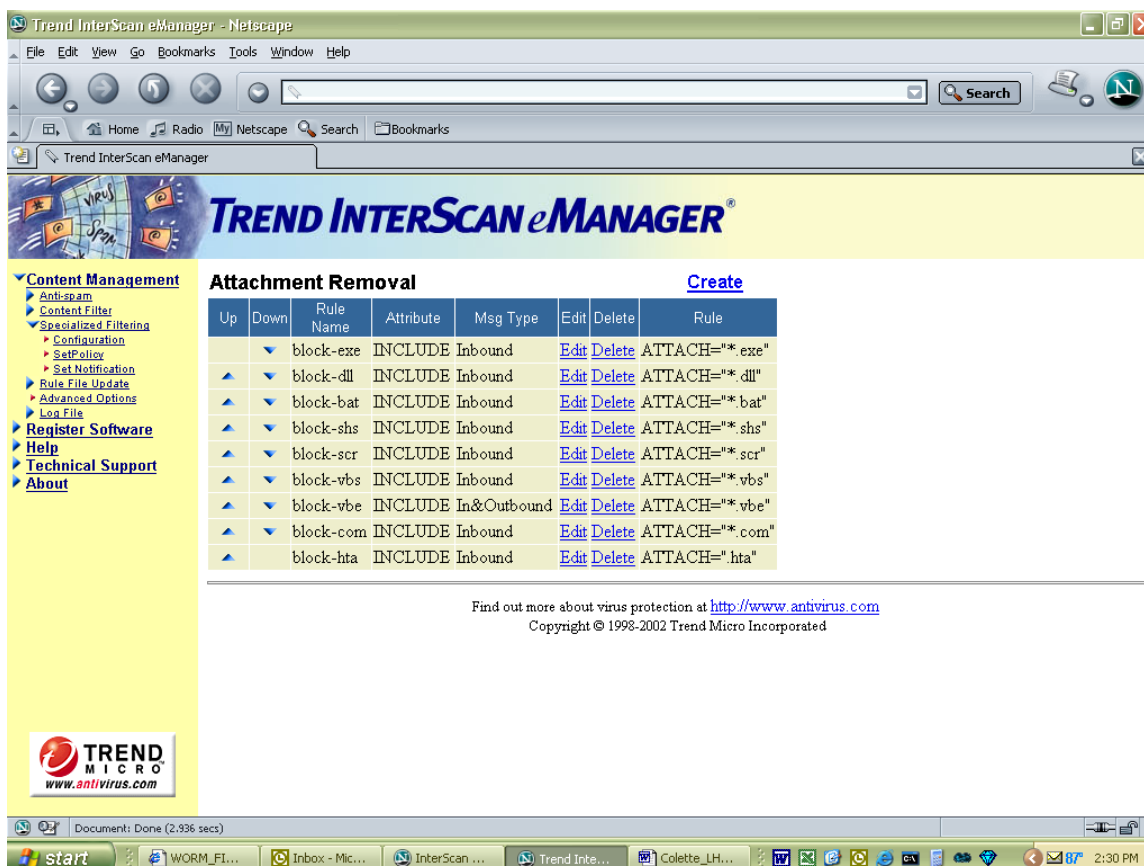 Trend InterScan eManager - Netscape
File Edit View Go Bookmarks Tools Window Help
Search
N
Home Radio My Netscape Search Bookmarks
Trend InterScan eManager
VIRUS
Spam
TREND INTERSCAN eMANAGER®
Content Management
Anti-spam
Content Filter
Specialized Filtering
Configuration
SetPolicy
Set Notification
Rule File Update
Advanced Options
Log File
Register Software
Help
Technical Support
About
Attachment Removal Create
Up Down Rule Name Attribute Msg Type Edit Delete Rule
block-exe INCLUDE Inbound Edit Delete ATTACH="*.exe"
block-dll INCLUDE Inbound Edit Delete ATTACH="*.dll"
block-bat INCLUDE Inbound Edit Delete ATTACH="*.bat"
block-shs INCLUDE Inbound Edit Delete ATTACH="*.shs"
block-scr INCLUDE Inbound Edit Delete ATTACH="*.scr"
block-vbs INCLUDE Inbound Edit Delete ATTACH="*.vbs"
block-vbe INCLUDE In&Outbound Edit Delete ATTACH="*.vbe"
block-com INCLUDE Inbound Edit Delete ATTACH="*.com"
block-hta INCLUDE Inbound Edit Delete ATTACH=".hta"
Find out more about virus protection at http://www.antivirus.com
Copyright © 1998-2002 Trend Micro Incorporated
TREND
MICRO
www.antivirus.com
Document: Done (2.936 secs)
start WORM_FI... Inbox - Mic... InterScan ... Trend Inte... Colette_LH... 87° 2:30 PM